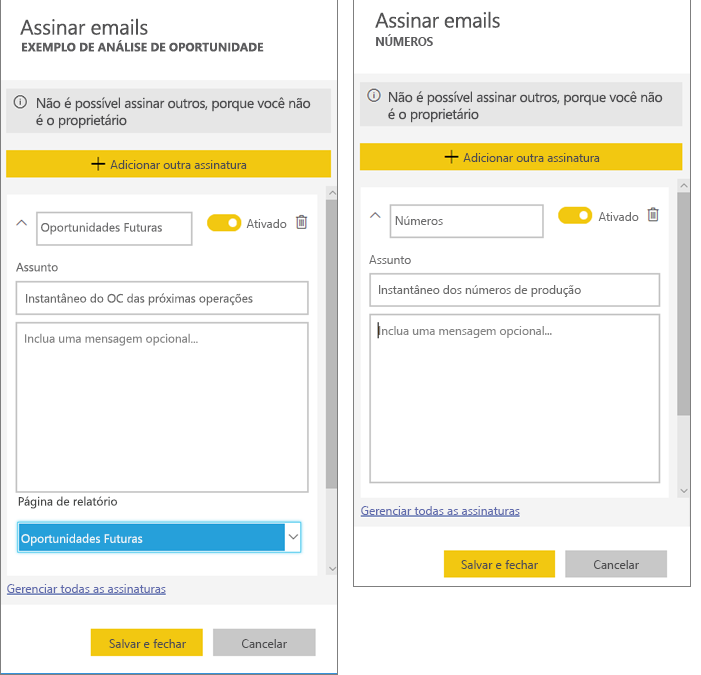 Assinar emails
EXEMPLO DE ANÁLISE DE OPORTUNIDADE
Não é possível assinar outros, porque você não
é o proprietário
Adicionar outra assinatura
Oportunidades Futuras
Ativado
Assunto
Instantâneo do OC das próximas operações
Inclua uma mensagem opcional...
Página de relatório
Oportunidades Futuras
Gerenciar todas as assinaturas
Salvar e fechar
Cancelar
Assinar emails
NÚMEROS
Não é possível assinar outros, porque você não
é o proprietário
Adicionar outra assinatura
Números
Ativado
Assunto
Instantâneo dos números de produção
Inclua uma mensagem opcional...
Gerenciar todas as assinaturas
Salvar e fechar
Cancelar